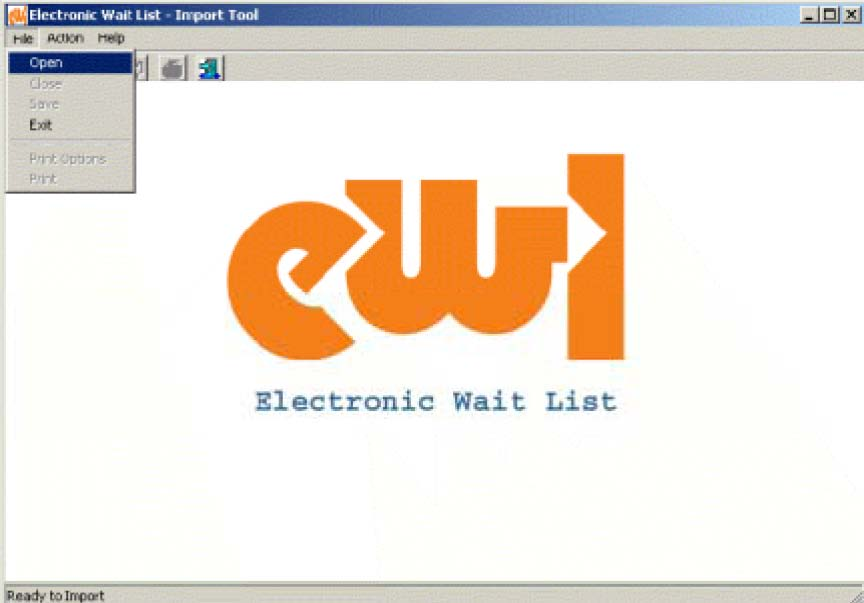 Electronic Wait List - Import Tool
File Action Help
Open
Close
Save
Exit
Print Options
Print
ewl
Electronic Wait List
Ready to Import